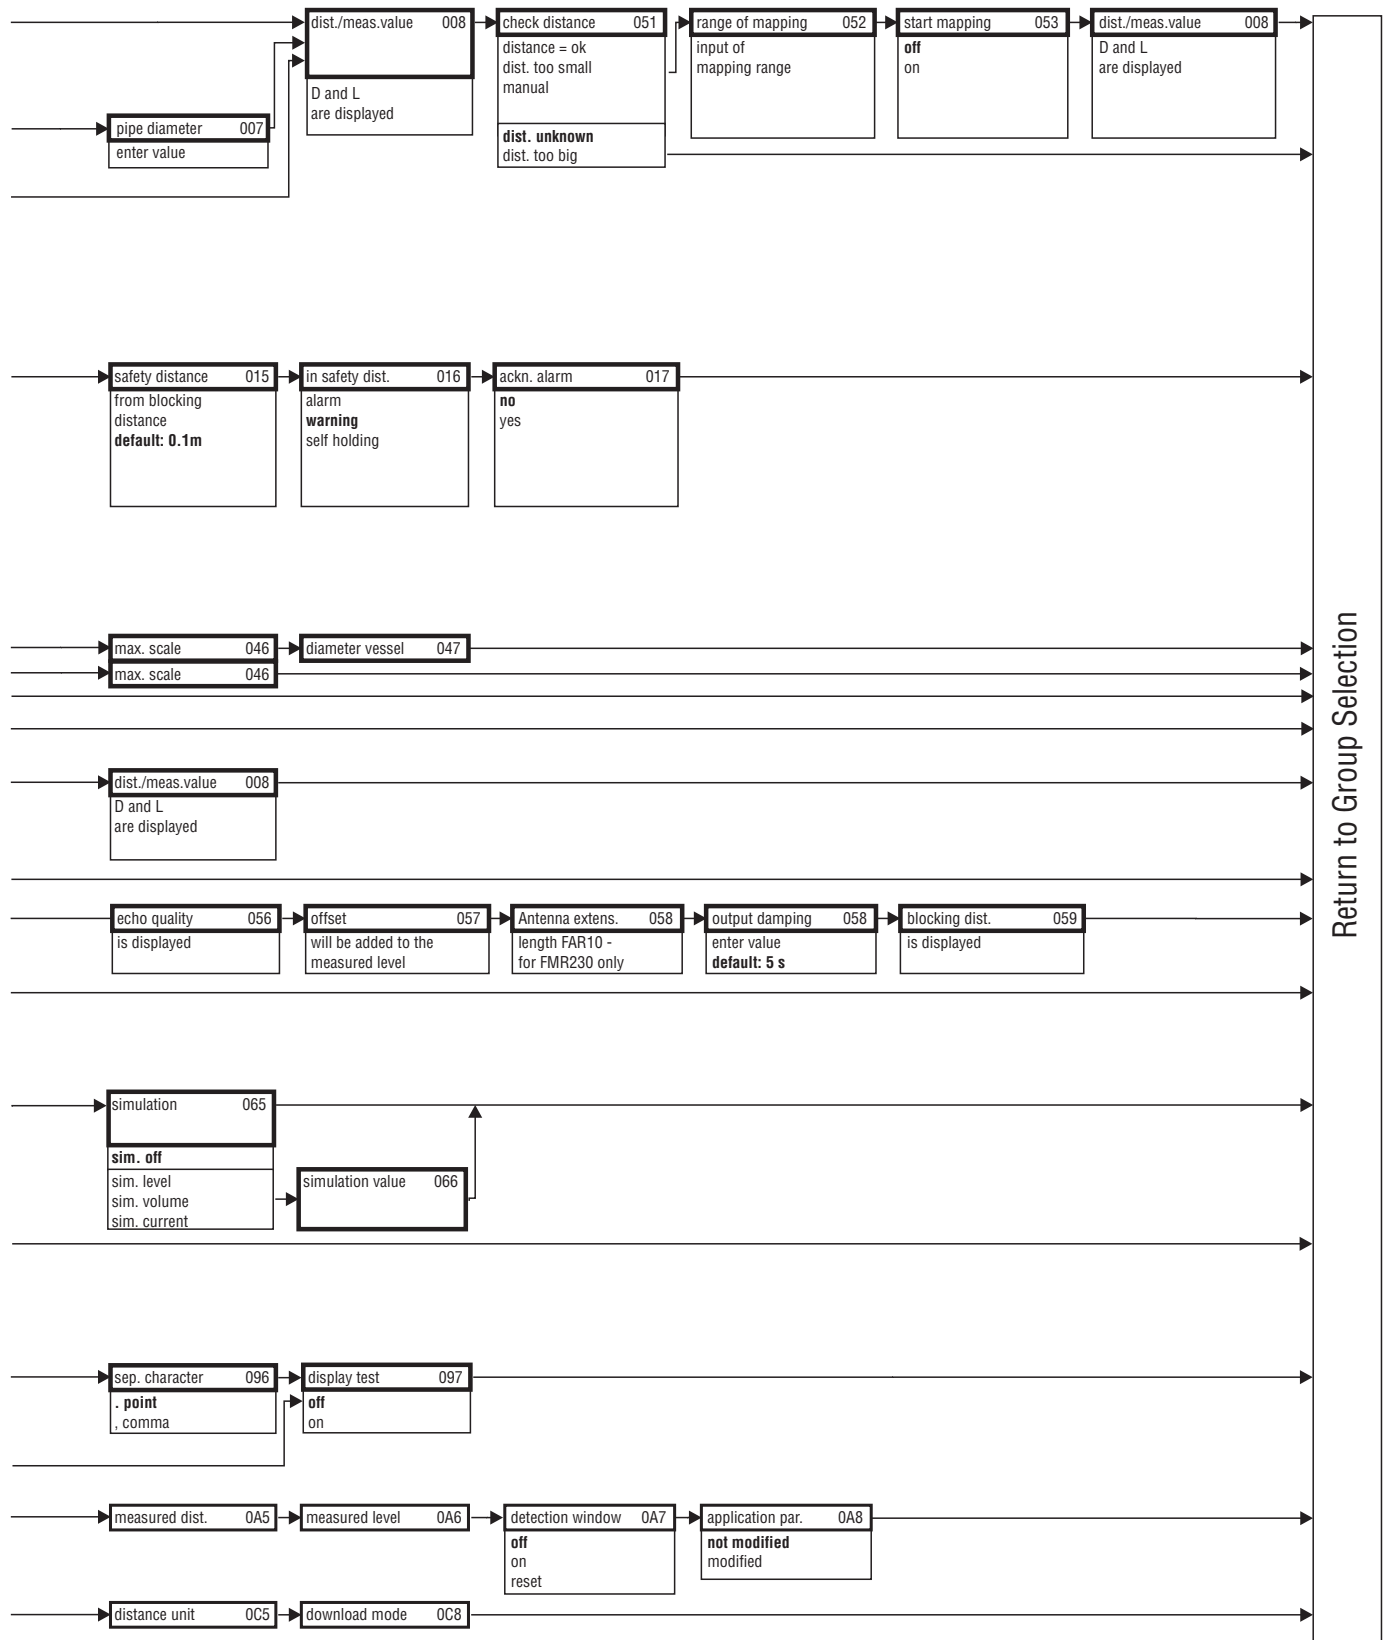 dist./meas.value 008
D and L
are displayed
check distance 051
distance = ok
dist. too small
manual
dist. unknown
dist. too big
range of mapping 052
input of
mapping range
start mapping 053
off
on
dist./meas.value 008
D and L
are displayed
pipe diameter 007
enter value
safety distance 015
from blocking
distance
default: 0.1m
in safety dist. 016
alarm
warning
self holding
ackn. alarm 017
no
yes
max. scale 046
diameter vessel 047
max. scale 046
dist./meas.value 008
D and L
are displayed
echo quality 056
is displayed
offset 057
will be added to the
measured level
Antenna extens. 058
length FAR10 -
for FMR230 only
output damping 058
enter value
default: 5 s
blocking dist. 059
is displayed
simulation 065
sim. off
sim. level
sim. volume
sim. current
simulation value 066
sep. character 096
. point
, comma
display test 097
off
on
measured dist. 0A5
measured level 0A6
detection window 0A7
off
on
reset
application par. 0A8
not modified
modified
distance unit 0C5
download mode 0C8
Return to Group Selection